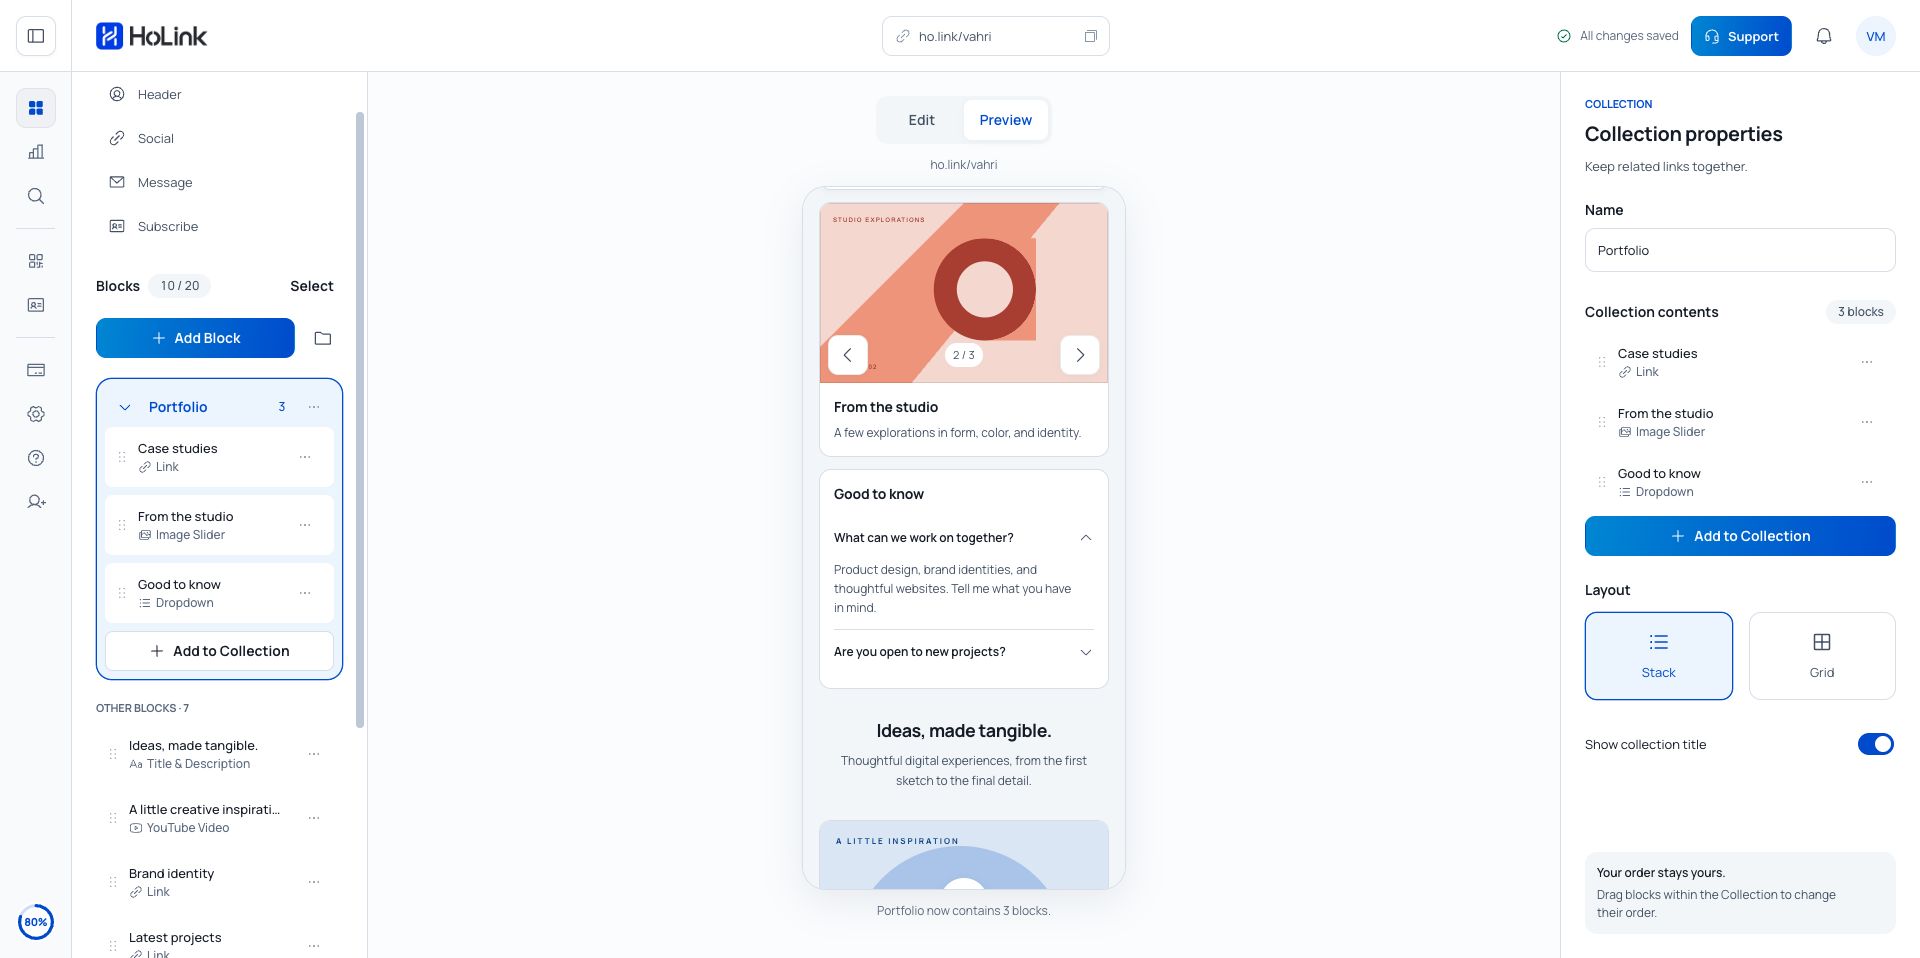 HoLink
ho.link/vahri
All changes saved
Support
VM
Header
Social
Message
Subscribe
Blocks
10 / 20
Select
Add Block
Portfolio
3
Case studies
Link
From the studio
Image Slider
Good to know
Dropdown
Add to Collection
OTHER BLOCKS · 7
Ideas, made tangible.
Aa Title & Description
A little creative inspirati...
YouTube Video
Brand identity
Link
Latest projects
Link
80%
Edit
Preview
ho.link/vahri
STUDIO EXPLORATIONS
02
2 / 3
From the studio
A few explorations in form, color, and identity.
Good to know
What can we work on together?
Product design, brand identities, and
thoughtful websites. Tell me what you have
in mind.
Are you open to new projects?
Ideas, made tangible.
Thoughtful digital experiences, from the first
sketch to the final detail.
A LITTLE INSPIRATION
Portfolio now contains 3 blocks.
COLLECTION
Collection properties
Keep related links together.
Name
Portfolio
Collection contents
3 blocks
Case studies
Link
From the studio
Image Slider
Good to know
Dropdown
Add to Collection
Layout
Stack
Grid
Show collection title
Your order stays yours.
Drag blocks within the Collection to change
their order.